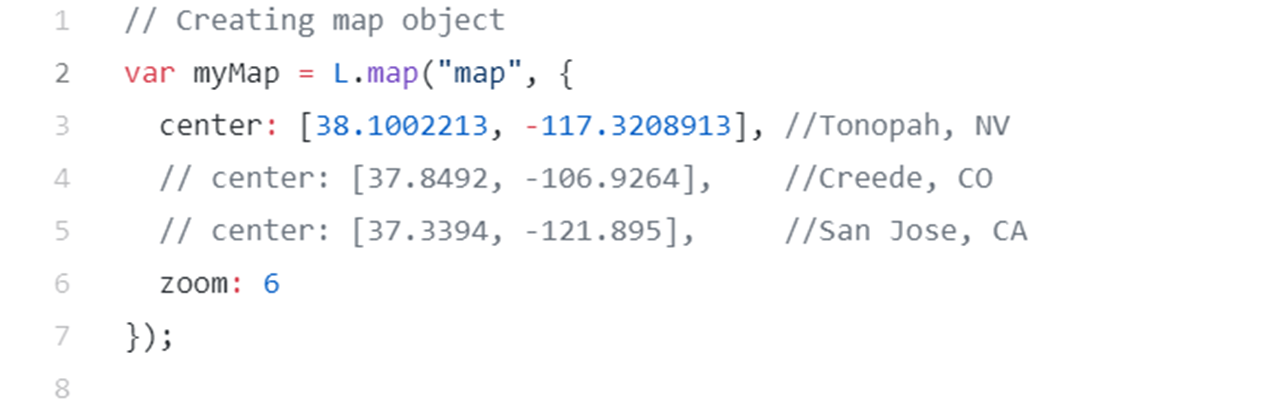 1 // Creating map object
2 var myMap = L.map("map", {
3 center: [38.1002213, -117.3208913], //Tonopah, NV
4 // center: [37.8492, -106.9264], //Creede, CO
5 // center: [37.3394, -121.895], //San Jose, CA
6 zoom: 6
7 });
8